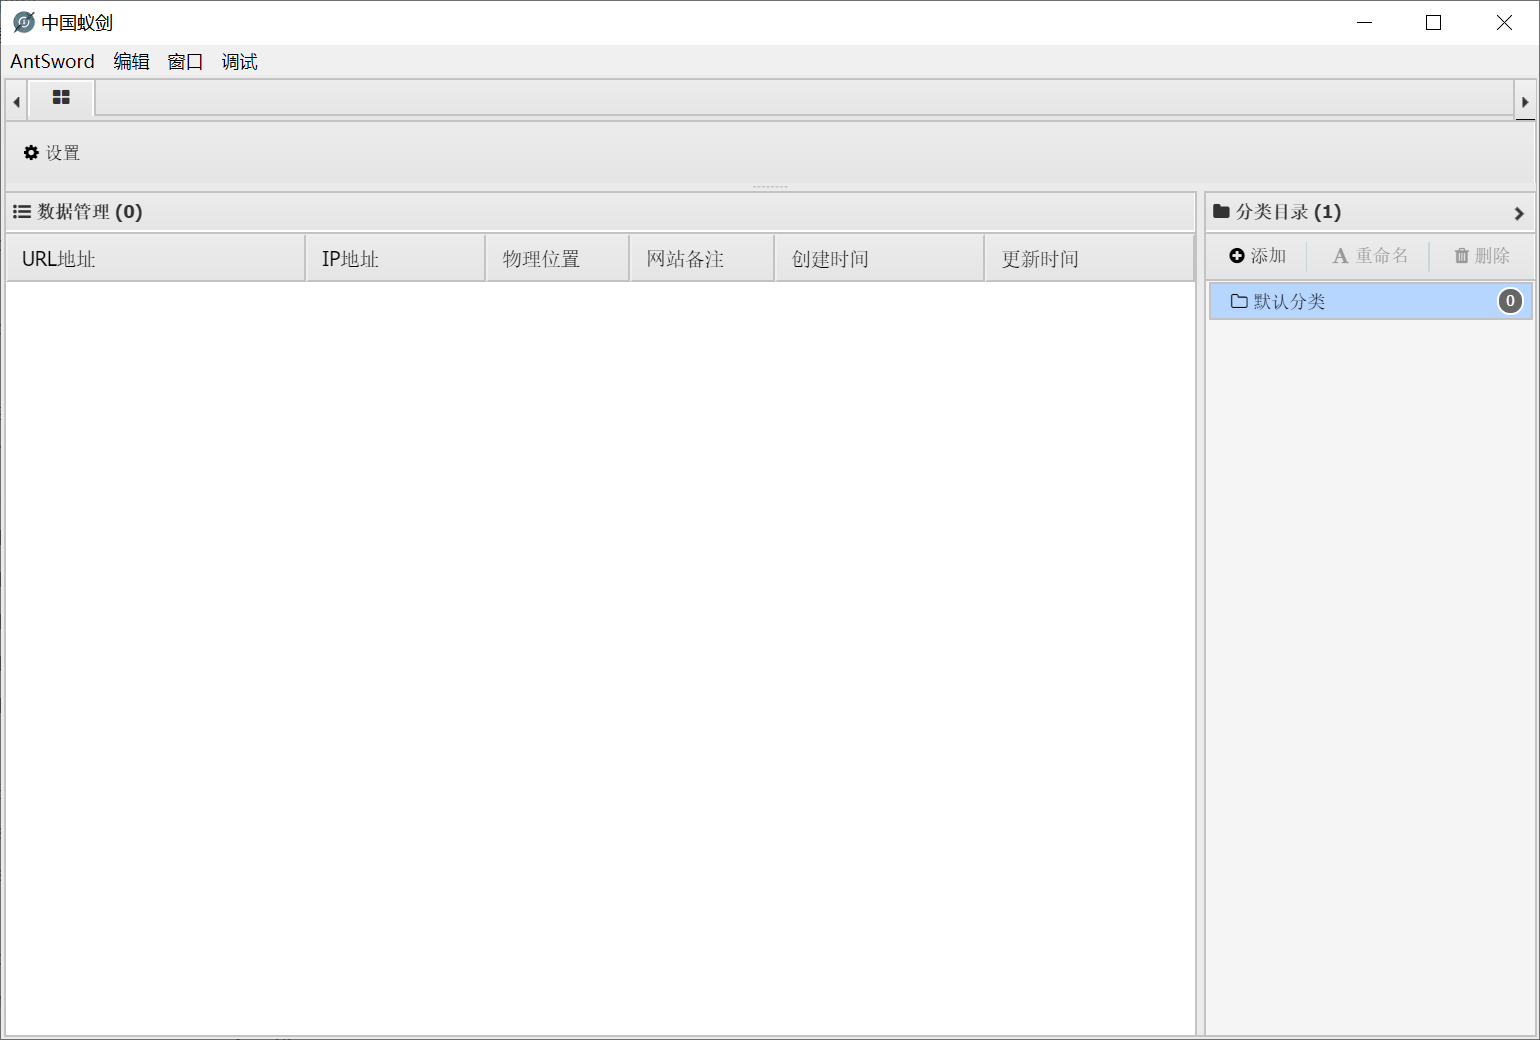 中国蚁剑
AntSword 编辑 窗口 调试
设置
数据管理 (0)
URL地址 IP地址 物理位置 网站备注 创建时间 更新时间
分类目录 (1)
添加 A 重命名 删除
默认分类 0